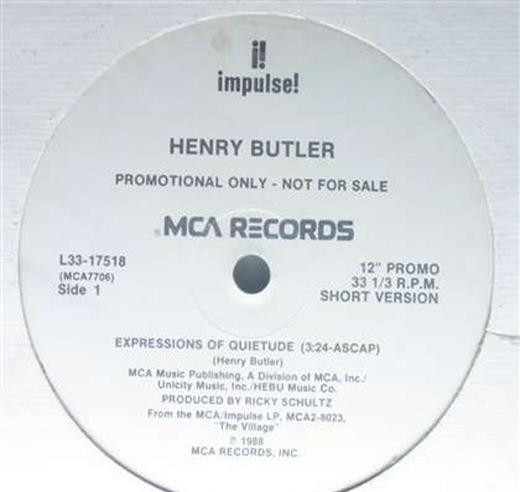 i!
impulse!
HENRY BUTLER
PROMOTIONAL ONLY - NOT FOR SALE
MCA RECORDS
L33-17518
(MCA7706)
Side 1
12" PROMO
33 1/3 R.P.M.
SHORT VERSION
EXPRESSIONS OF QUIETUDE (3:24-ASCAP)
(Henry Butler)
MCA Music Publishing, A Division of MCA, Inc./
Unicity Music, Inc./HEBU Music Co.
PRODUCED BY RICKY SCHULTZ
From the MCA/Impulse LP, MCA2-8023,
"The Village"
℗ 1988
MCA RECORDS, INC.